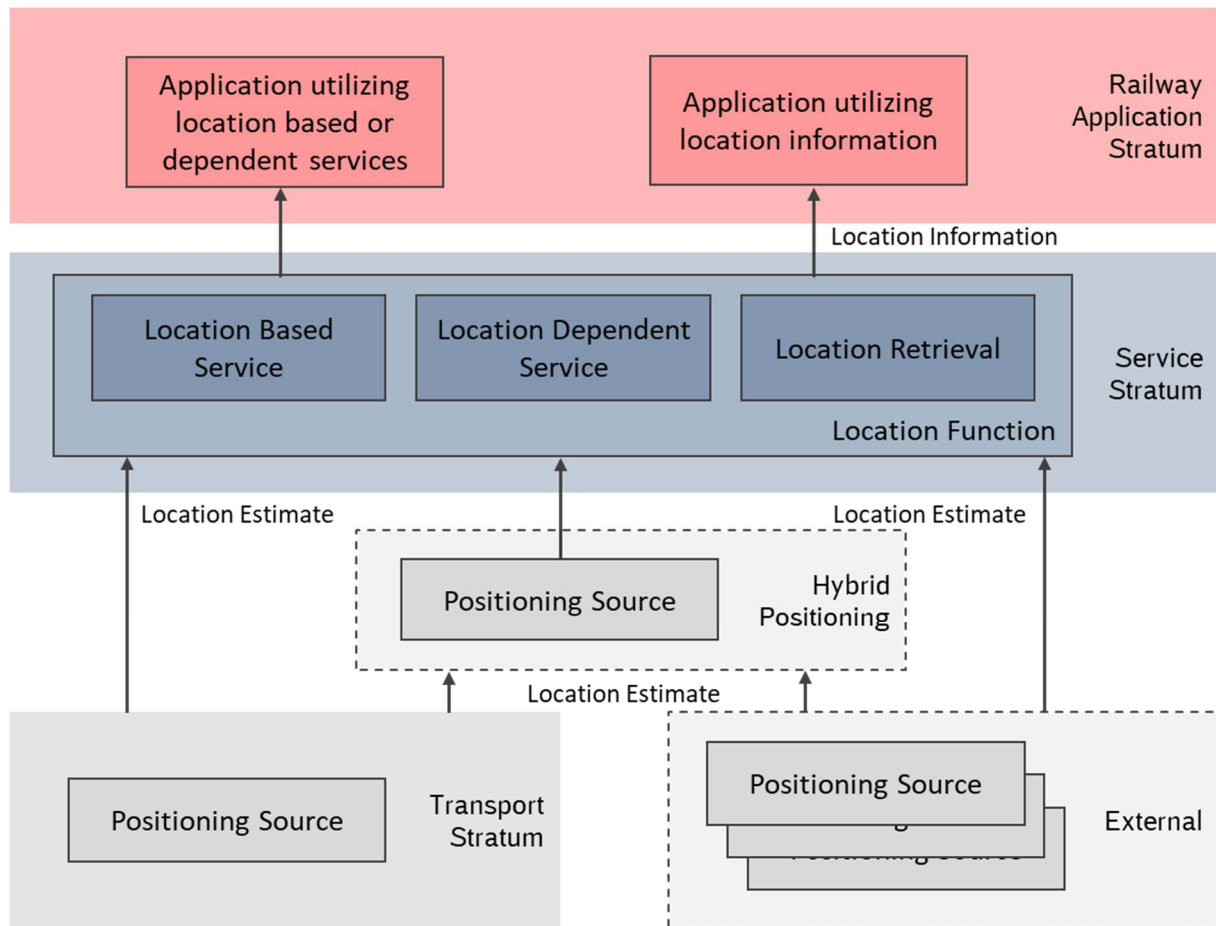 Application utilizing
location based or
dependent services
Application utilizing
location information
Railway
Application
Stratum
Location Information
Location Based
Service
Location Dependent
Service
Location Retrieval
Service
Stratum
Location Function
Location Estimate
Location Estimate
Positioning Source
Hybrid
Positioning
Location Estimate
Positioning Source
Transport
Stratum
Positioning Source
External
Positioning Source